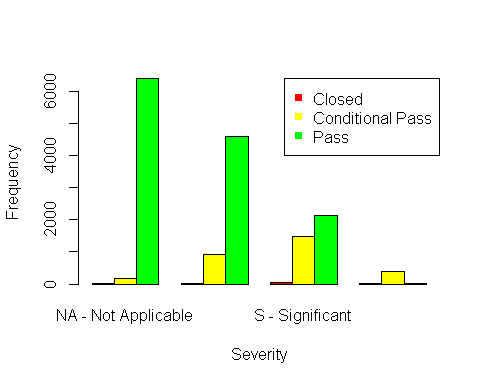 Closed
Conditional Pass
Pass
Frequency
6000
4000
2000
0
NA - Not Applicable
S - Significant
Severity